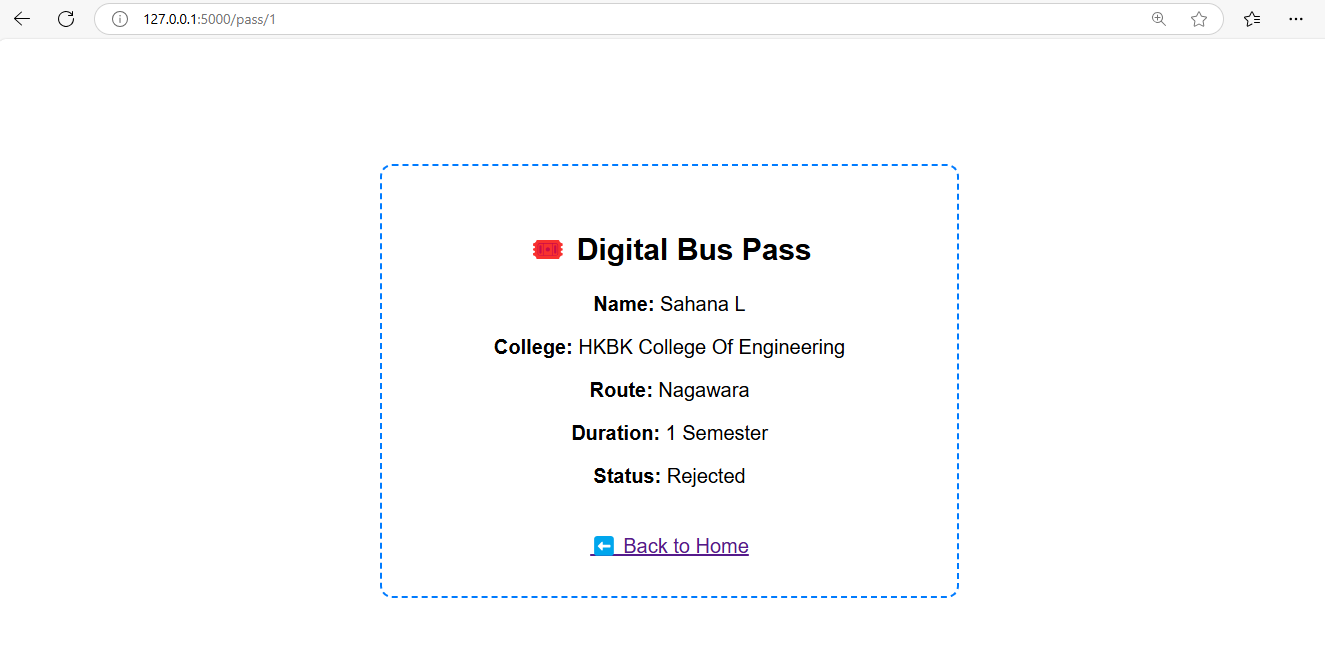 127.0.0.1:5000/pass/1
Digital Bus Pass
Name: Sahana L
College: HKBK College Of Engineering
Route: Nagawara
Duration: 1 Semester
Status: Rejected
Back to Home